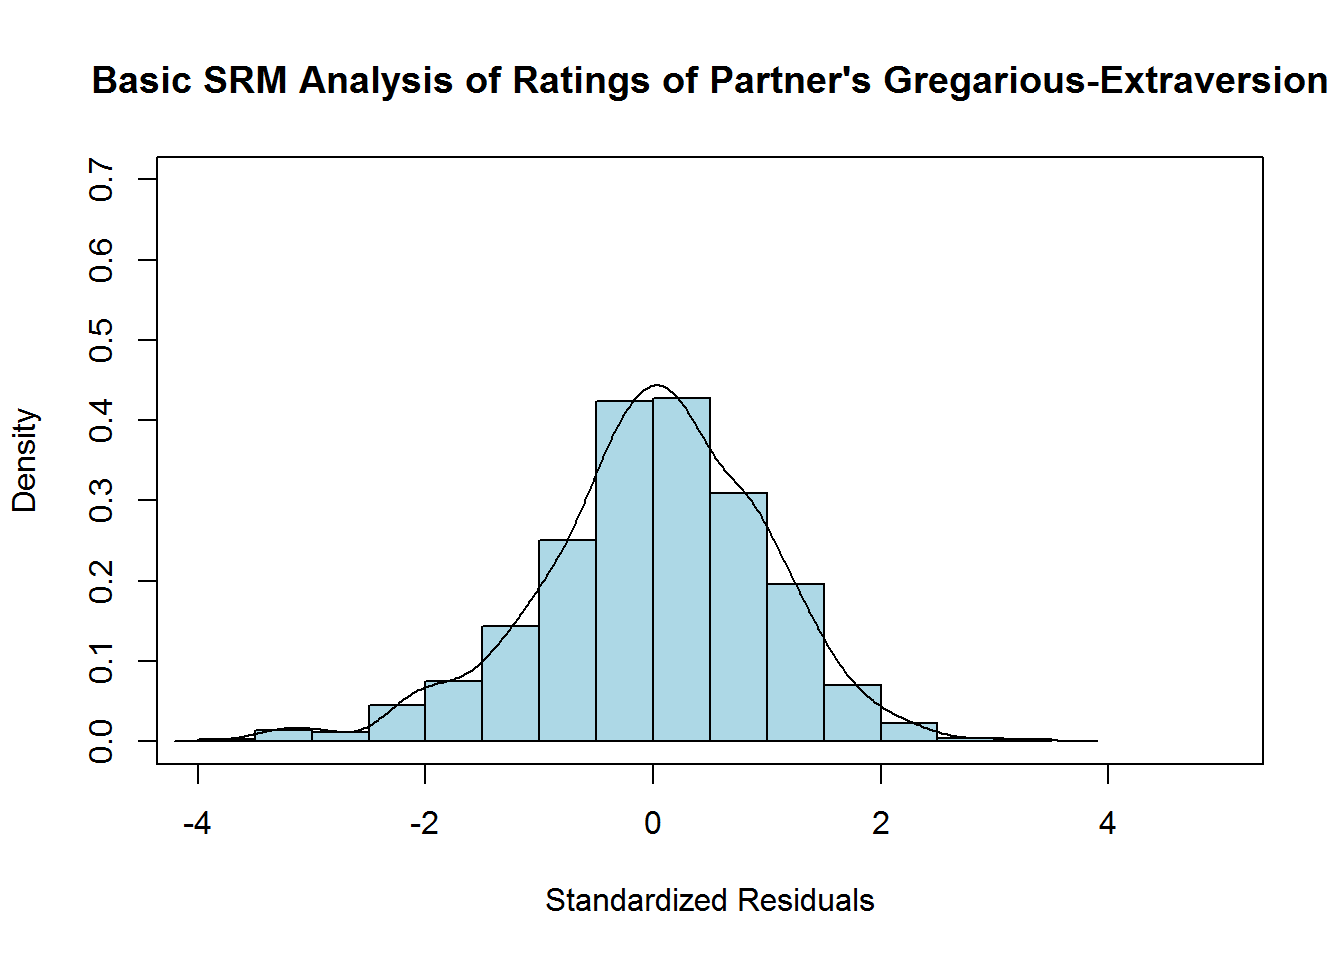 Basic SRM Analysis of Ratings of Partner's Gregarious-Extraversion
0.7
0.6
0.5
0.4
0.3
0.2
0.1
0.0
Density
-4 -2 0 2 4
Standardized Residuals